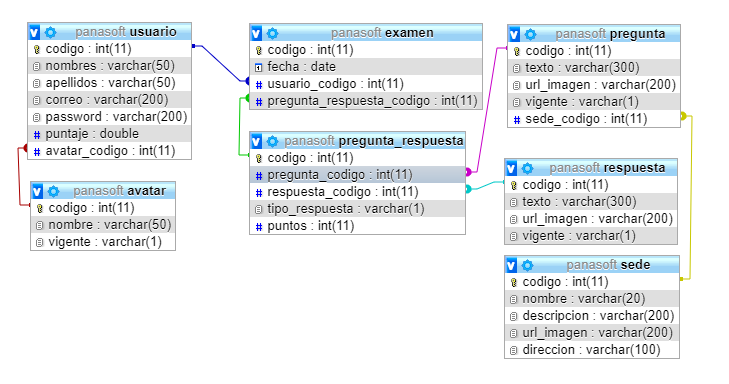 panasoft usuario
codigo : int(11)
nombres : varchar(50)
apellidos : varchar(50)
correo : varchar(200)
password : varchar(200)
puntaje : double
avatar_codigo : int(11)
panasoft avatar
codigo : int(11)
nombre : varchar(50)
vigente : varchar(1)
panasoft examen
codigo : int(11)
fecha : date
usuario_codigo : int(11)
pregunta_respuesta_codigo : int(11)
panasoft pregunta_respuesta
codigo : int(11)
pregunta_codigo : int(11)
respuesta_codigo : int(11)
tipo_respuesta : varchar(1)
puntos : int(11)
panasoft pregunta
codigo : int(11)
texto : varchar(300)
url_imagen : varchar(200)
vigente : varchar(1)
sede_codigo : int(11)
panasoft respuesta
codigo : int(11)
texto : varchar(300)
url_imagen : varchar(200)
vigente : varchar(1)
panasoft sede
codigo : int(11)
nombre : varchar(20)
descripcion : varchar(200)
url_imagen : varchar(200)
direccion : varchar(100)